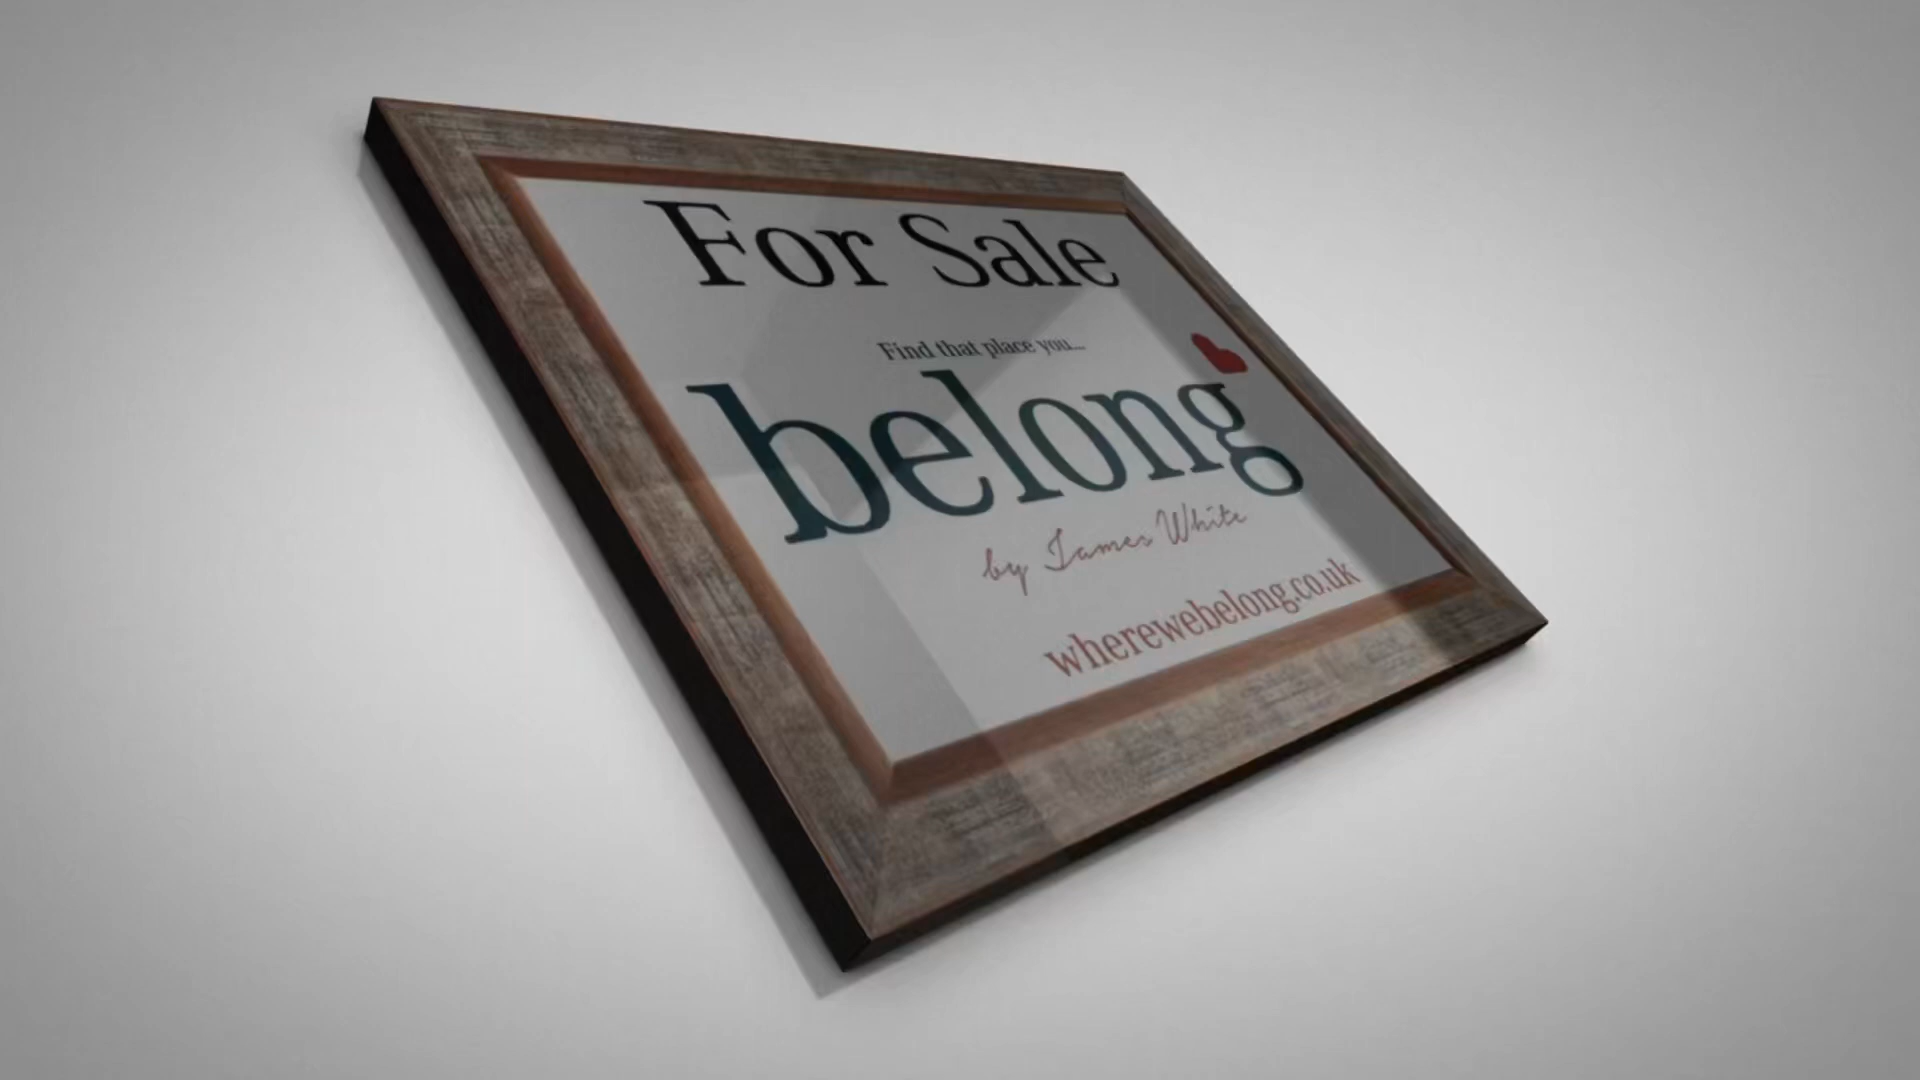 For Sale
Find that place you...
belong
by James White
wherewebelong.co.uk